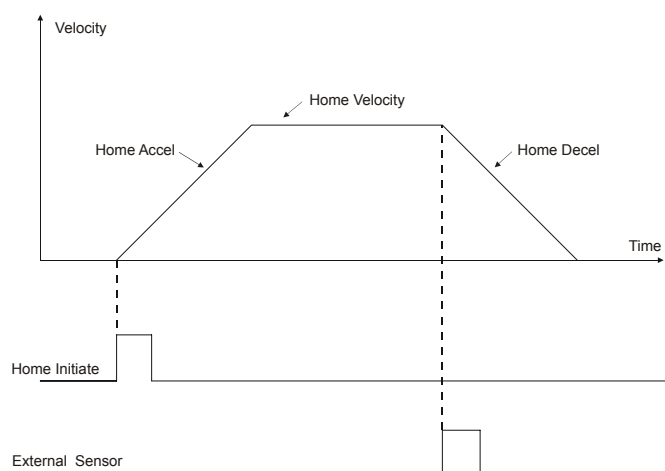 Velocity
Home Velocity
Home Accel
Home Decel
Time
Home Initiate
External Sensor